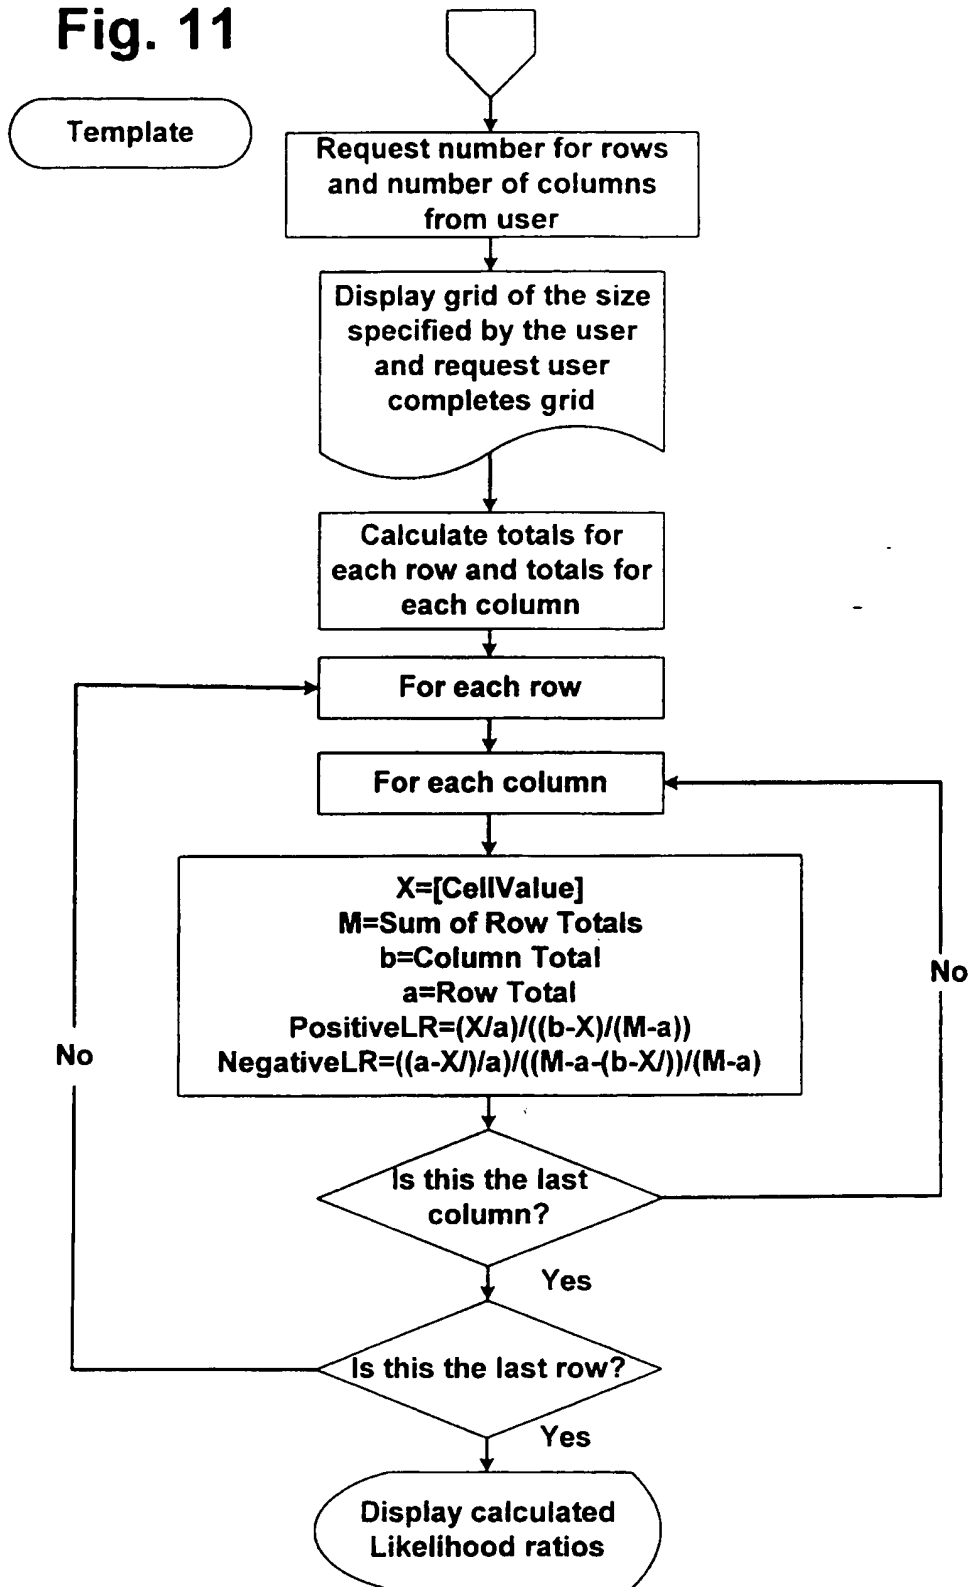 Fig. 11
Template
Request number for rows
and number of columns
from user
Display grid of the size
specified by the user
and request user
completes grid
Calculate totals for
each row and totals for
each column
For each row
For each column
X=[CellValue]
M=Sum of Row Totals
b=Column Total
a=Row Total
PositiveLR=(X/a)/((b-X)/(M-a))
NegativeLR=((a-X/)/a)/((M-a-(b-X/))/(M-a)
No
No
Is this the last
column?
Yes
Is this the last row?
Yes
Display calculated
Likelihood ratios